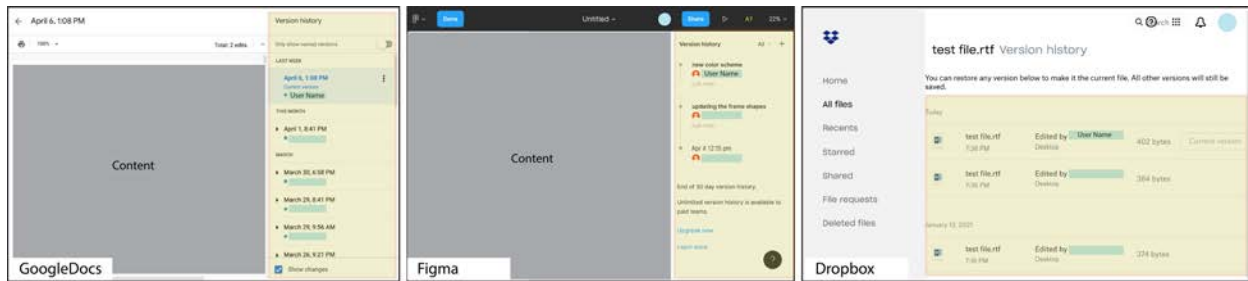 ← April 6, 1:08 PM
100%
Total: 2 edits
Content
Version history
Only show named versions
LAST WEEK
April 6, 1:08 PM
Current version
User Name
THIS MONTH
April 1, 8:41 PM
MARCH
March 30, 6:58 PM
March 29, 8:41 PM
March 29, 9:56 AM
March 26, 9:27 PM
Show changes
GoogleDocs
Done
Untitled
Share
A?
22%
Content
Version history
All
+
new color scheme
User Name
updating the frame shapes
Apr 4 12:15 pm
End of 30 day version history.
Unlimited version history is available to
paid teams.
Upgrade now
Learn more
?
Figma
test file.rtf Version history
You can restore any version below to make it the current file. All other versions will still be
saved.
Home
All files
Recents
Starred
Shared
File requests
Deleted files
Today
test file.rtf
Edited by User Name
402 bytes
Current version
Desktop
test file.rtf
Edited by
384 bytes
Desktop
test file.rtf
Edited by
374 bytes
Desktop
Dropbox